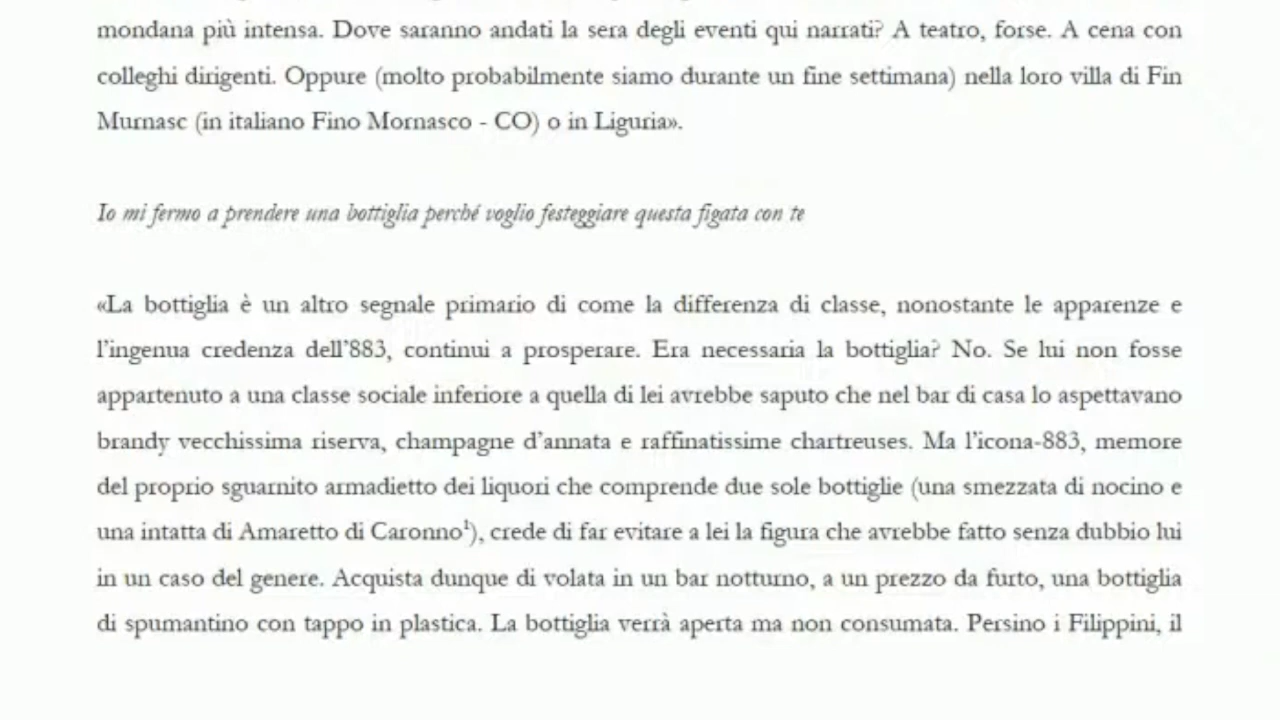 mondana più intensa. Dove saranno andati la sera degli eventi qui narrati? A teatro, forse. A cena con
colleghi dirigenti. Oppure (molto probabilmente siamo durante un fine settimana) nella loro villa di Fin
Murnasc (in italiano Fino Mornasco - CO) o in Liguria».
Io mi fermo a prendere una bottiglia perché voglio festeggiare questa figata con te
«La bottiglia è un altro segnale primario di come la differenza di classe, nonostante le apparenze e
l'ingenua credenza dell'883, continui a prosperare. Era necessaria la bottiglia? No. Se lui non fosse
appartenuto a una classe sociale inferiore a quella di lei avrebbe saputo che nel bar di casa lo aspettavano
brandy vecchissima riserva, champagne d'annata e raffinatissime chartreuses. Ma l'icona-883, memore
del proprio sguarnito armadietto dei liquori che comprende due sole bottiglie (una smezzata di nocino e
una intatta di Amaretto di Caronno¹), crede di far evitare a lei la figura che avrebbe fatto senza dubbio lui
in un caso del genere. Acquista dunque di volata in un bar notturno, a un prezzo da furto, una bottiglia
di spumantino con tappo in plastica. La bottiglia verrà aperta ma non consumata. Persino i Filippini, il